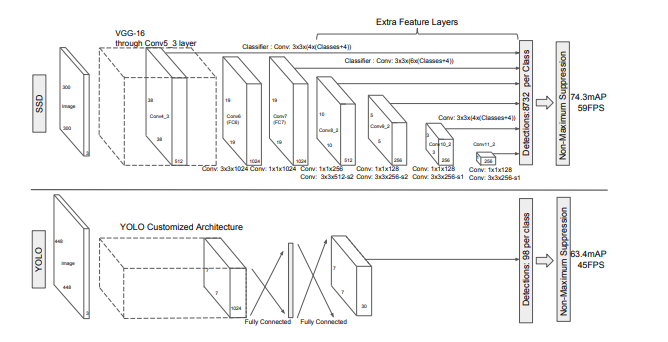 Extra Feature Layers
VGG-16
through Conv5_3 layer
Classifier : Conv: 3x3x(4x(Classes+4))
Classifier : Conv: 3x3x(6x(Classes+4))
SSD
300
Image
300
3
38
Conv4_3
38
512
19
Conv6
(FC6)
19
1024
19
Conv7
(FC7)
19
1024
10
Conv8_2
10
512
5
Conv9_2
5
256
Conv: 3x3x(4x(Classes+4))
3
Conv10_2
3
256
Conv11_2
256
Conv: 3x3x1024
Conv: 1x1x1024
Conv: 1x1x256
Conv: 3x3x512-s2
Conv: 1x1x128
Conv: 3x3x256-s2
Conv: 1x1x128
Conv: 3x3x256-s1
Conv: 1x1x128
Conv: 3x3x256-s1
Detections:8732 per Class
Non-Maximum Suppression
74.3mAP
59FPS
YOLO
448
Image
448
3
YOLO Customized Architecture
7
7
1024
Fully Connected
Fully Connected
7
7
30
Detections: 98 per class
Non-Maximum Suppression
63.4mAP
45FPS